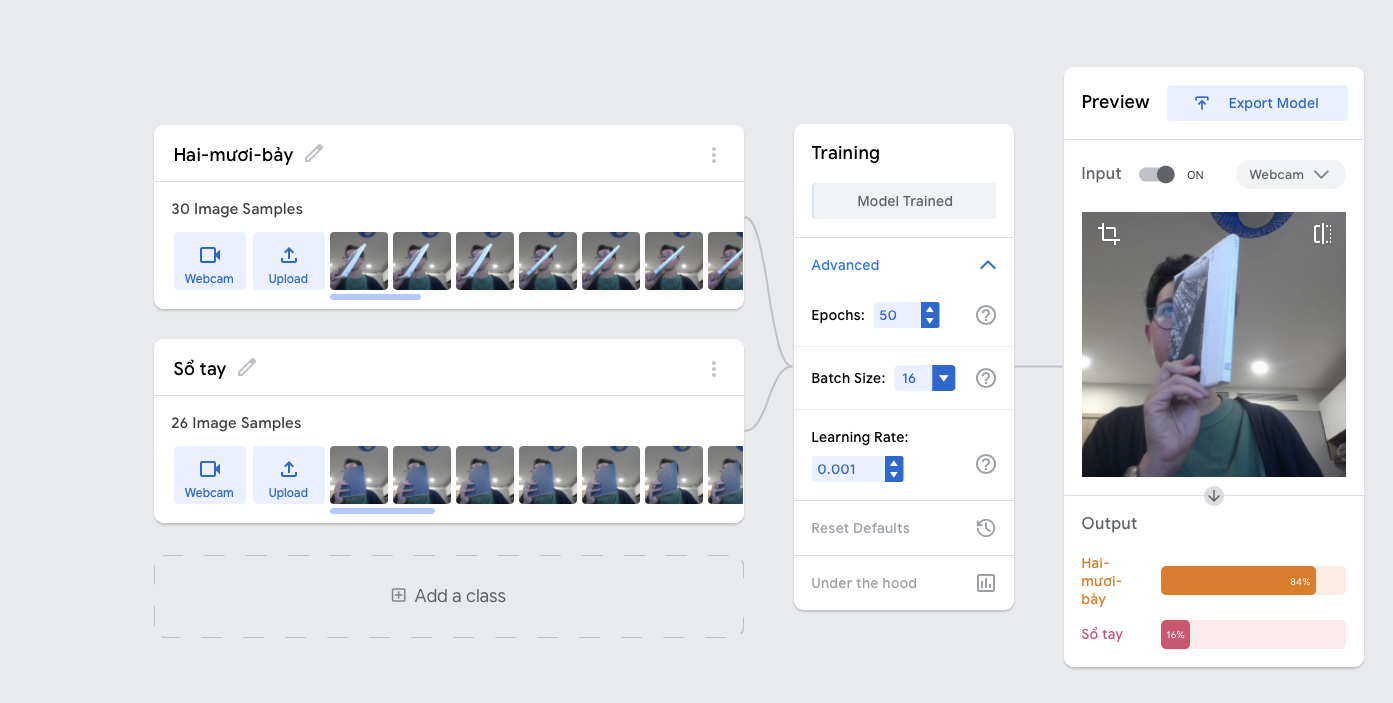 Hai-mươi-bảy
30 Image Samples
Webcam
Upload
Sổ tay
26 Image Samples
Webcam
Upload
Add a class
Training
Model Trained
Advanced
Epochs: 50
Batch Size: 16
Learning Rate:
0.001
Reset Defaults
Under the hood
Preview
Export Model
Input ON Webcam
Output
Hai-
mươi-
bảy
84%
Sổ tay
16%